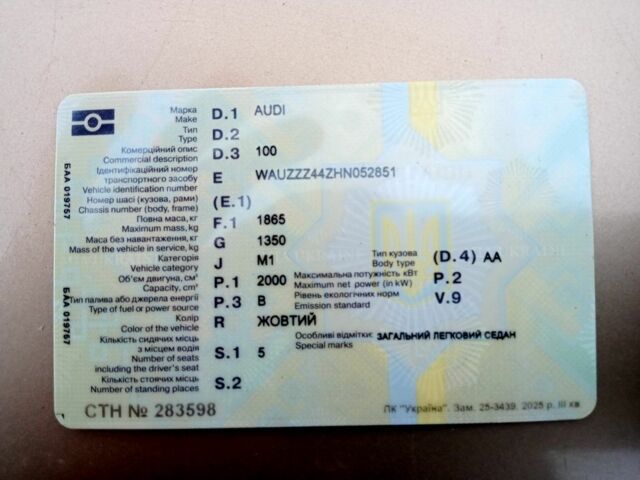 Марка
Make D.1 AUDI
Тип
Type D.2
Комерційний опис
Commercial description D.3 100
Ідентифікаційний номер
транспортного засобу
Vehicle identification number E WAUZZZ44ZHN052851
Номер шасі (кузова, рами)
Chassis number (body, frame) (E.1)
Повна маса, кг
Maximum mass, kg F.1 1865
Маса без навантаження, кг
Mass of the vehicle in service, kg G 1350
Категорія
Vehicle category J M1
Тип кузова
Body type (D.4) AA
Об'єм двигуна, см³
Capacity, cm³ P.1 2000
Максимальна потужність кВт
Maximum net power (in kW) P.2
Тип палива або джерела енергії
Type of fuel or power source P.3 B
Рівень екологічних норм
Emission standard V.9
Колір
Color of the vehicle R ЖОВТИЙ
Особливі відмітки: ЗАГАЛЬНИЙ ЛЕГКОВИЙ СЕДАН
Special marks
Кількість сидячих місць
з місцем водія
Number of seats
including the driver's seat S.1 5
Кількість стоячих місць
Number of standing places S.2
СТН № 283598
ПК "Україна". Зам. 25-3439. 2025 р. III кв
БАА 019757
БАА 019757